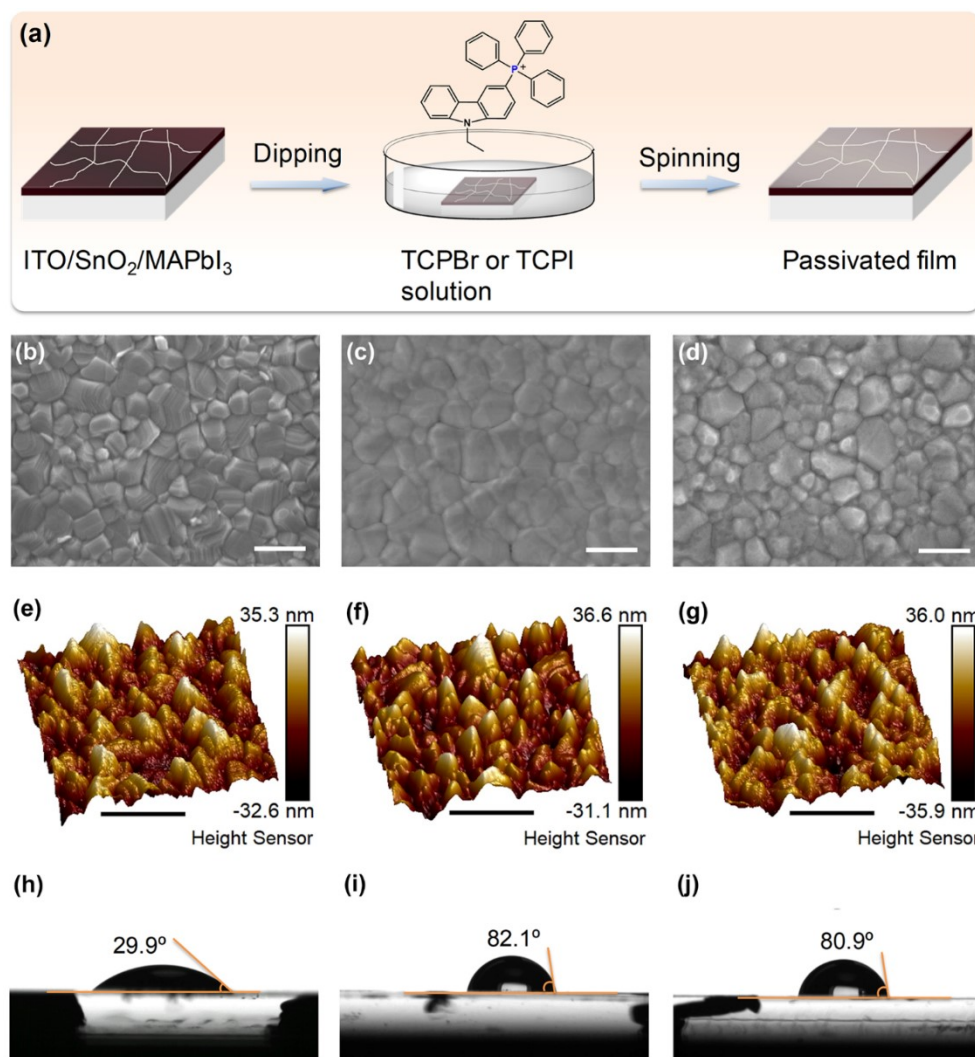 (a)
P+
N
Dipping
Spinning
ITO/SnO₂/MAPbI₃
TCPBr or TCPI
solution
Passivated film
(b)
(c)
(d)
(e)
35.3 nm
-32.6 nm
Height Sensor
(f)
36.6 nm
-31.1 nm
Height Sensor
(g)
36.0 nm
-35.9 nm
Height Sensor
(h)
29.9º
(i)
82.1º
(j)
80.9º